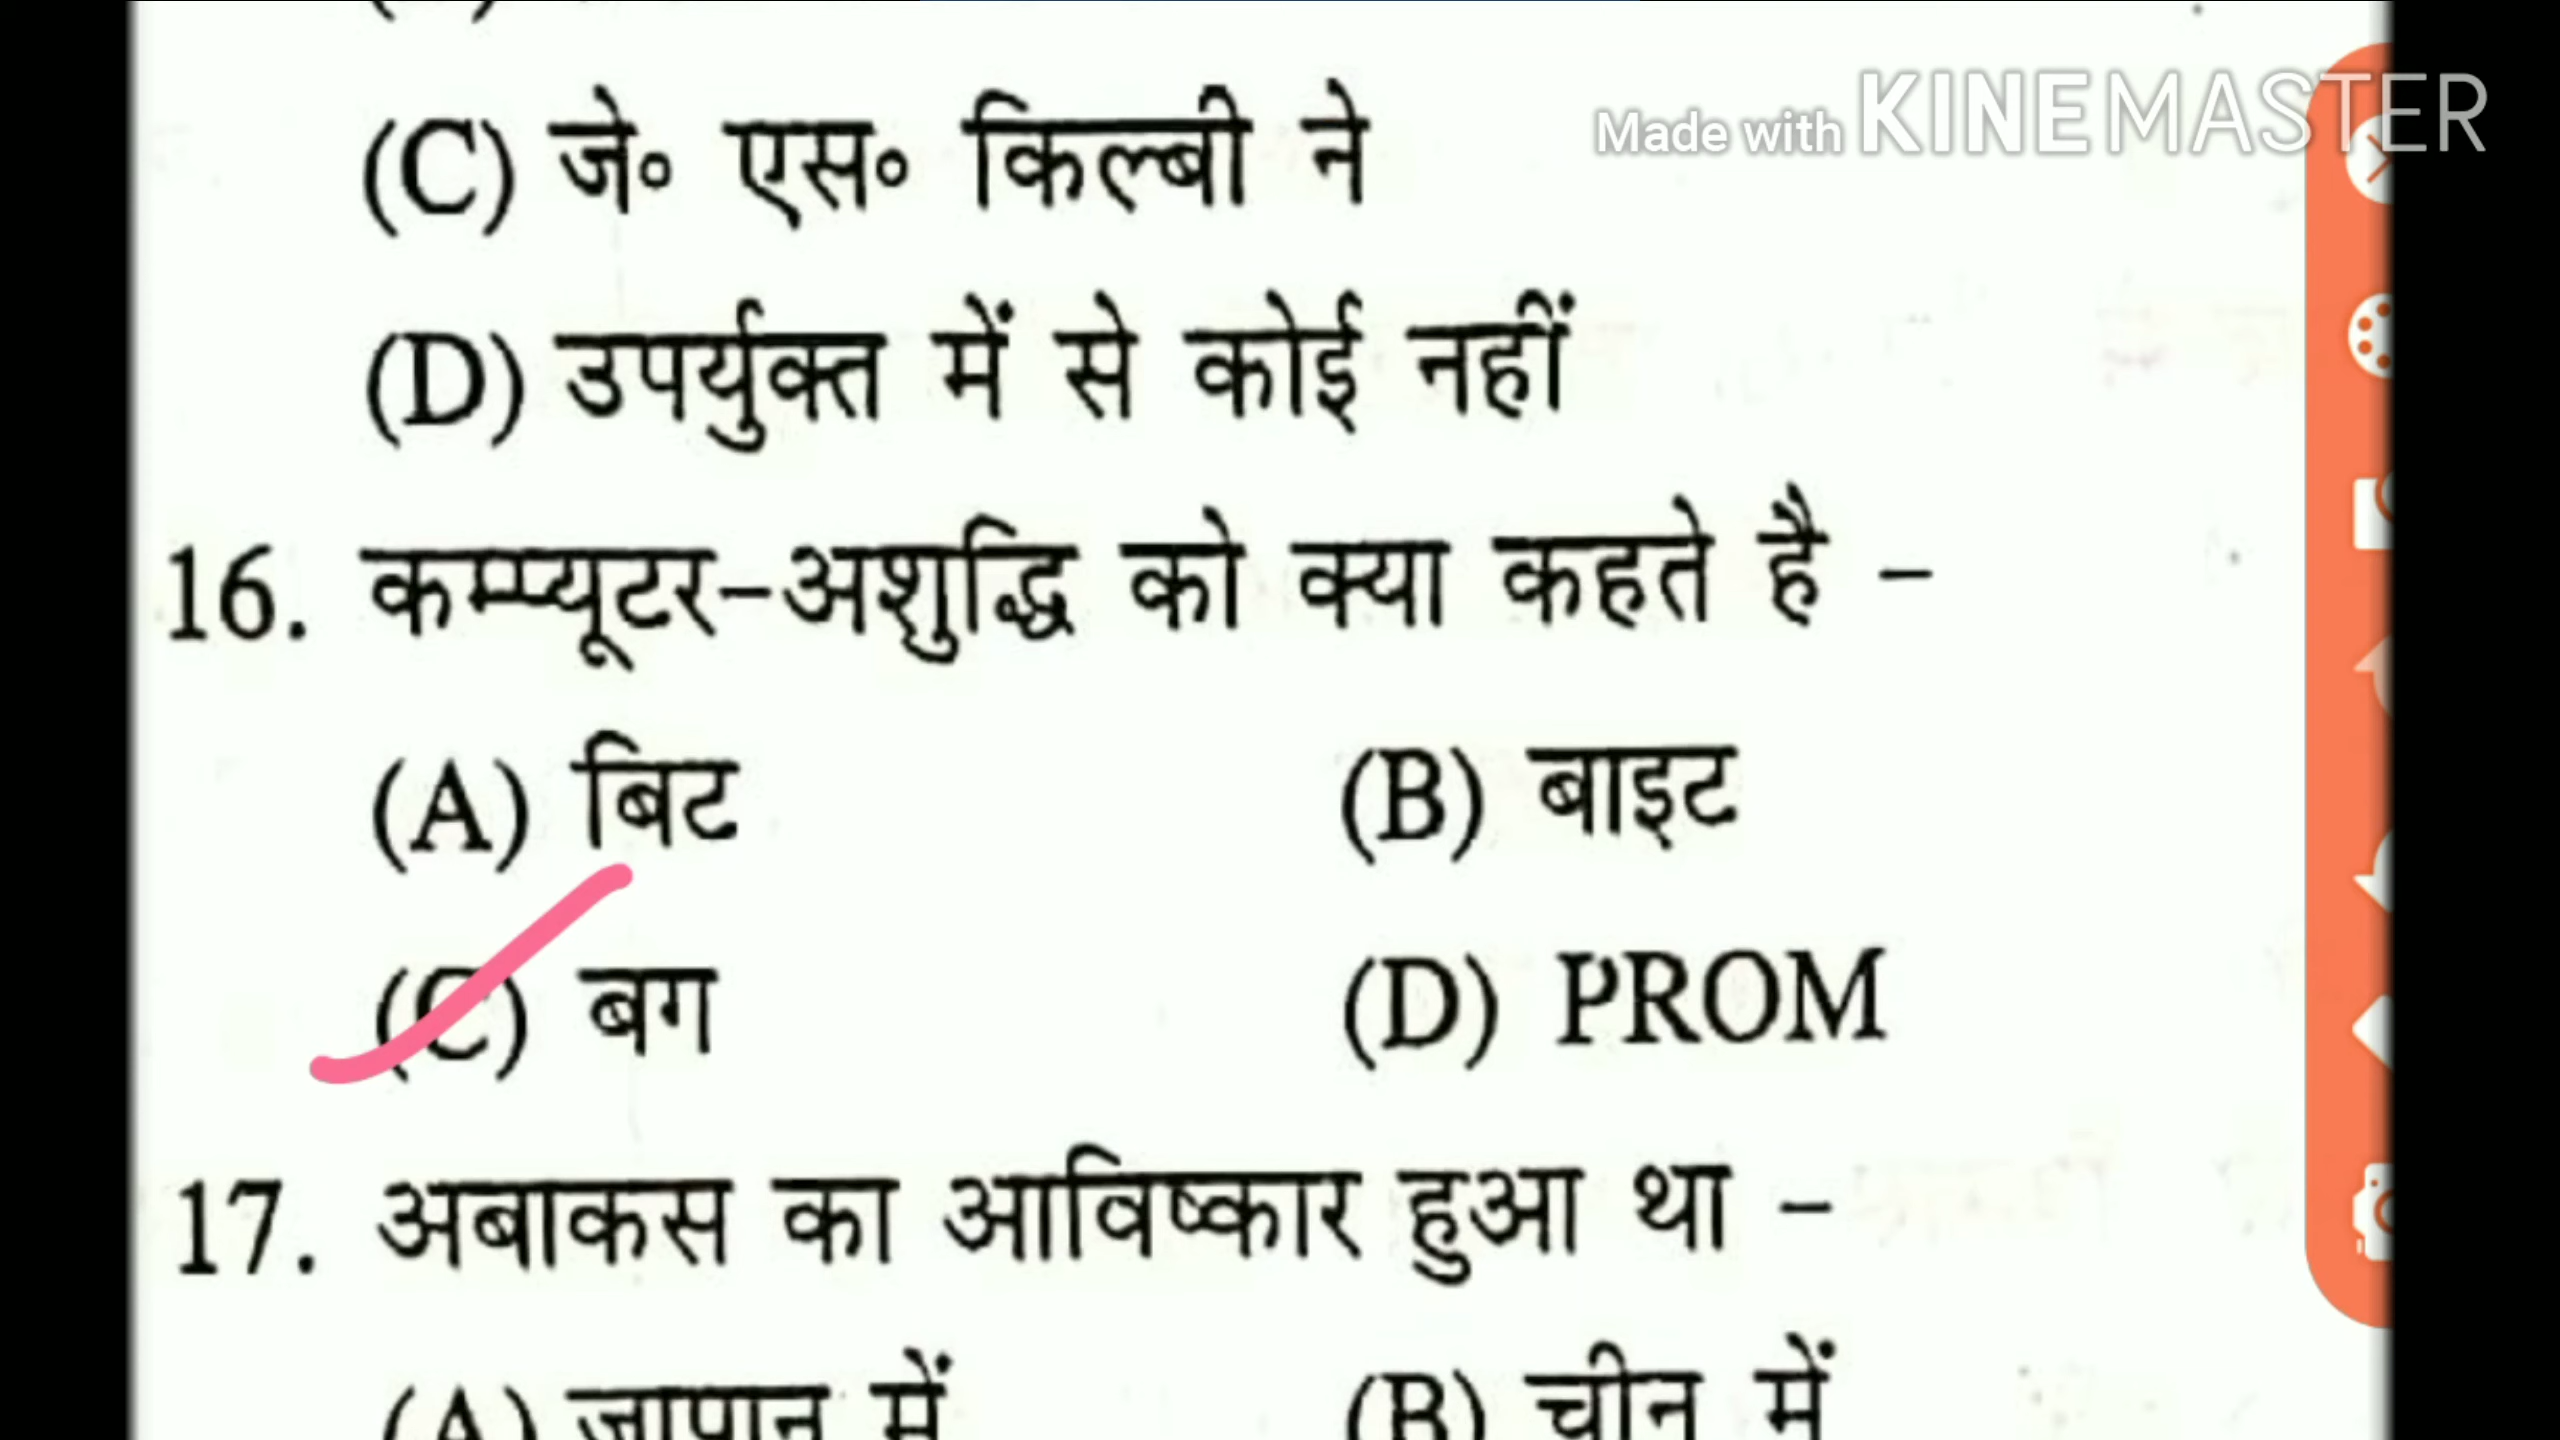 Made with KINEMASTER
(C) जे॰ एस॰ किल्बी ने
(D) उपर्युक्त में से कोई नहीं
16. कम्प्यूटर-अशुद्धि को क्या कहते है -
(A) बिट (B) बाइट
(C) बग (D) PROM
17. अबाकस का आविष्कार हुआ था -
(A) जापान में (B) चीन में